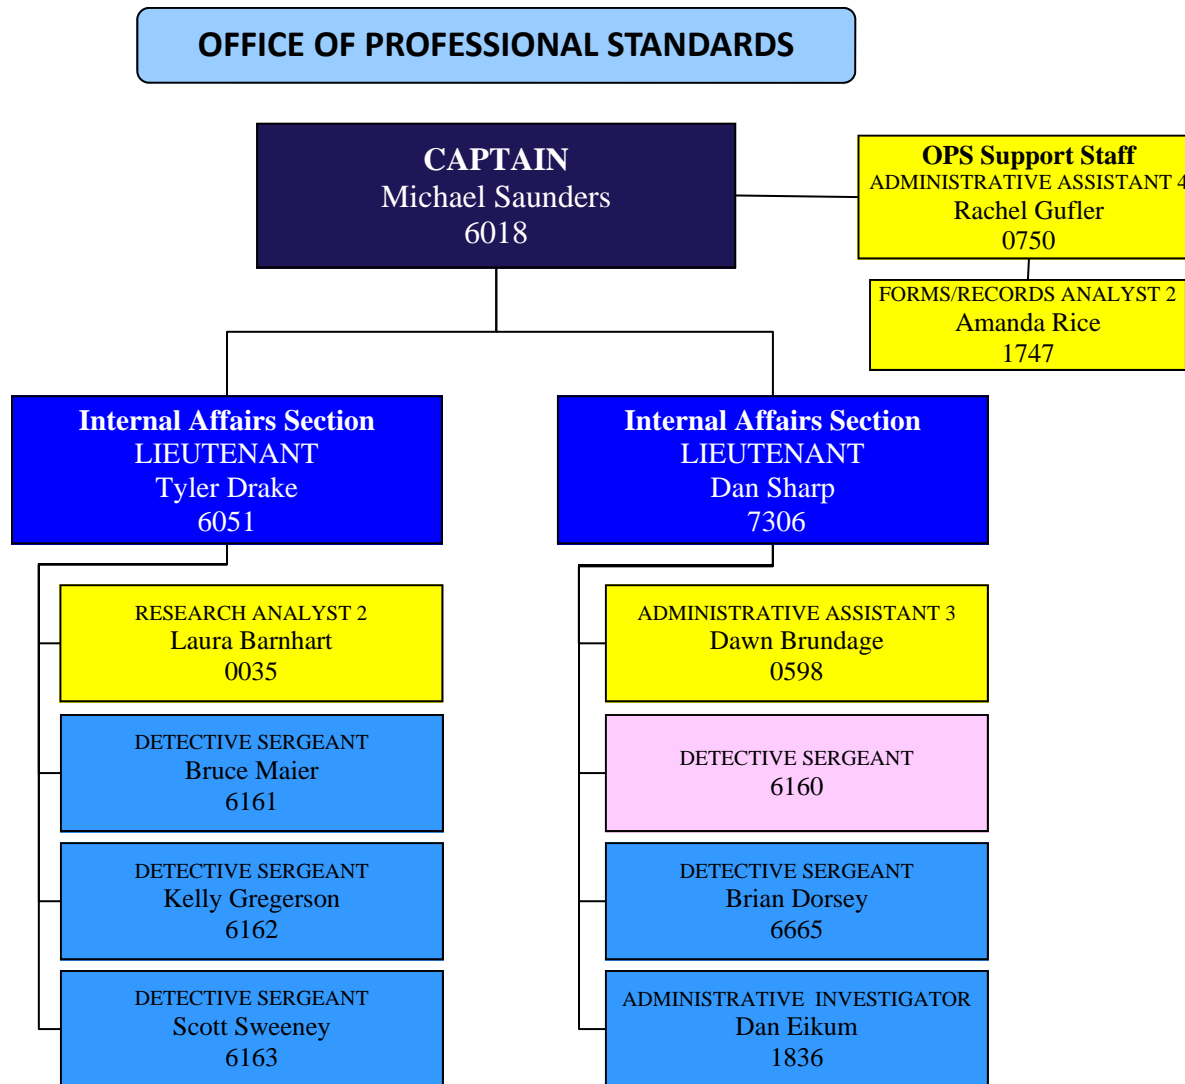 OFFICE OF PROFESSIONAL STANDARDS
CAPTAIN
Michael Saunders
6018
OPS Support Staff
ADMINISTRATIVE ASSISTANT 4
Rachel Gufler
0750
FORMS/RECORDS ANALYST 2
Amanda Rice
1747
Internal Affairs Section
LIEUTENANT
Tyler Drake
6051
RESEARCH ANALYST 2
Laura Barnhart
0035
DETECTIVE SERGEANT
Bruce Maier
6161
DETECTIVE SERGEANT
Kelly Gregerson
6162
DETECTIVE SERGEANT
Scott Sweeney
6163
Internal Affairs Section
LIEUTENANT
Dan Sharp
7306
ADMINISTRATIVE ASSISTANT 3
Dawn Brundage
0598
DETECTIVE SERGEANT
6160
DETECTIVE SERGEANT
Brian Dorsey
6665
ADMINISTRATIVE INVESTIGATOR
Dan Eikum
1836